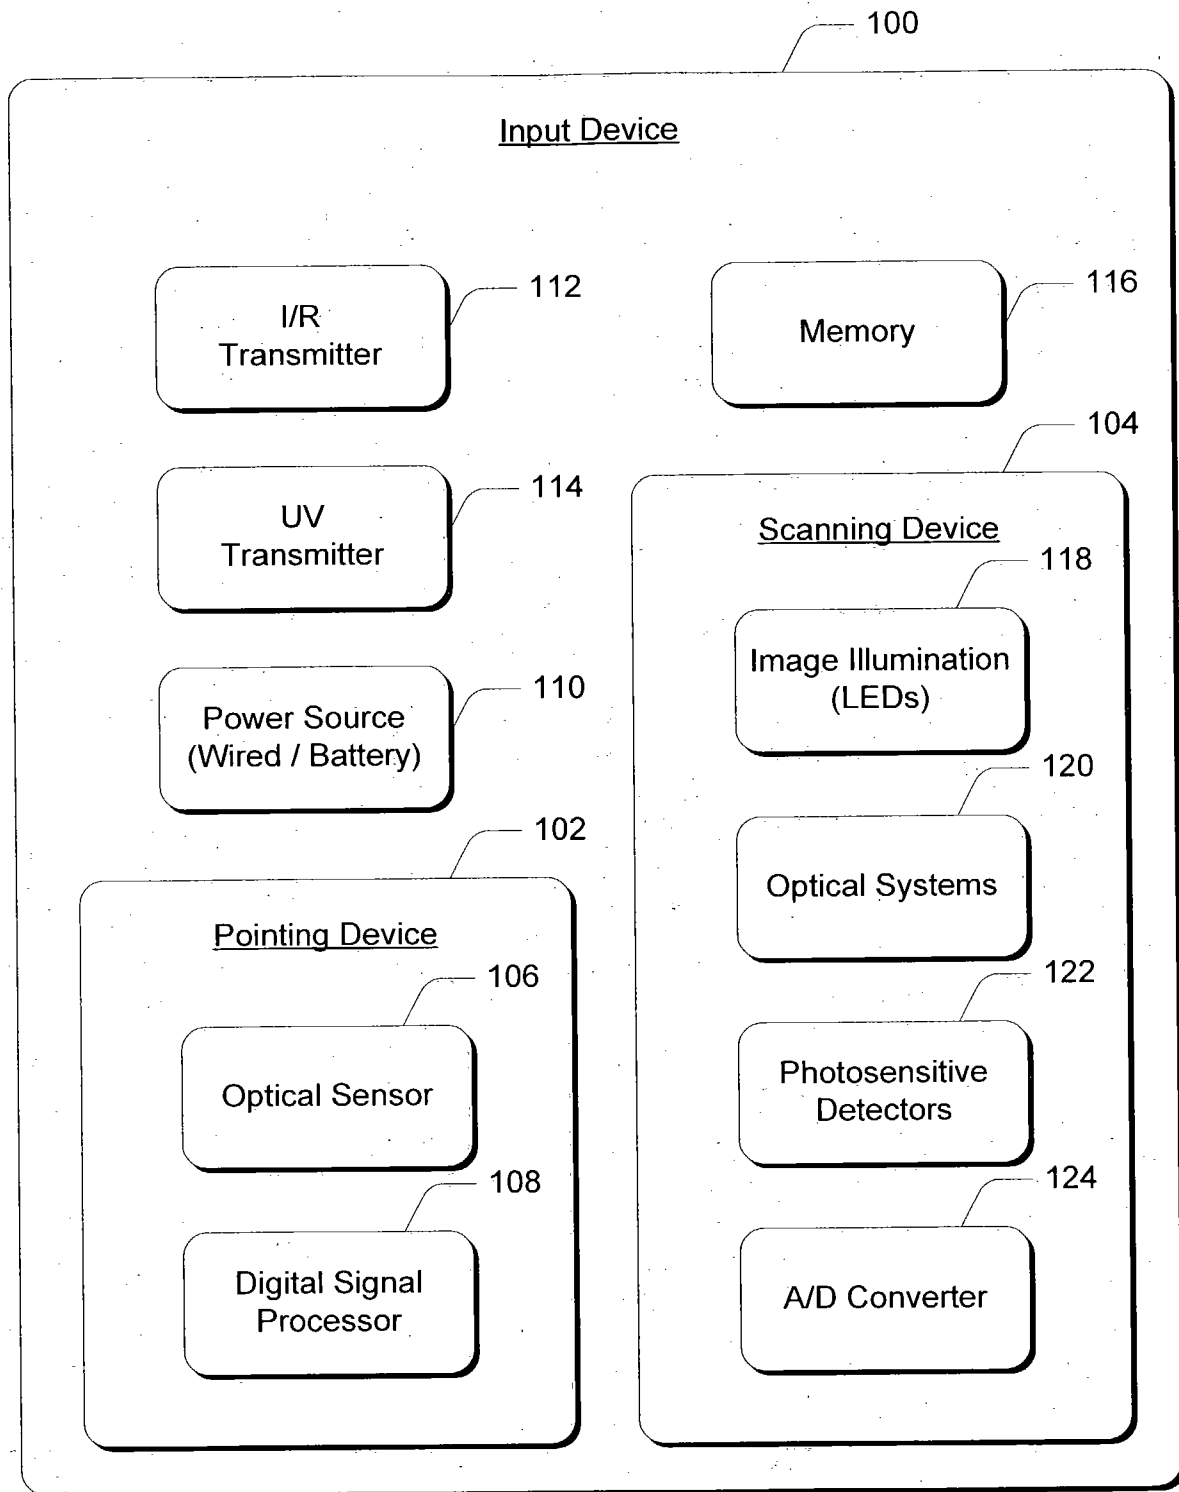 100
Input Device
112
I/R
Transmitter
116
Memory
114
UV
Transmitter
104
Scanning Device
118
Image Illumination
(LEDs)
110
Power Source
(Wired / Battery)
120
Optical Systems
102
Pointing Device
106
Optical Sensor
122
Photosensitive
Detectors
108
Digital Signal
Processor
124
A/D Converter